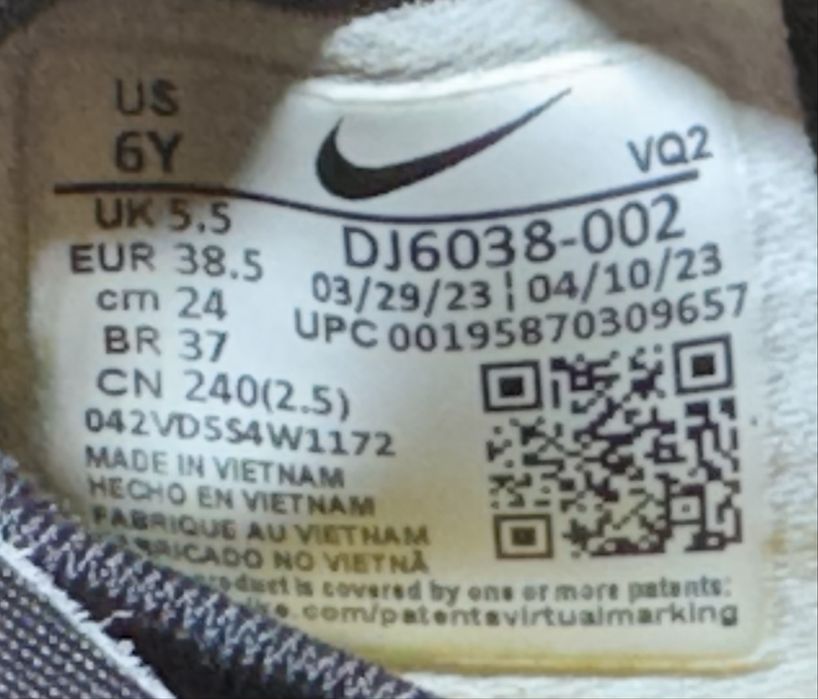 US
6Y
VQ2
UK 5.5
EUR 38.5
cm 24
BR 37
CN 240(2.5)
DJ6038-002
03/29/23 | 04/10/23
UPC 00195870309657
042VD5S4W1172
MADE IN VIETNAM
HECHO EN VIETNAM
FABRIQUE AU VIETNAM
NO VIETNÃ
is covered by one or more patents:
.com/patentsvirtualmarking